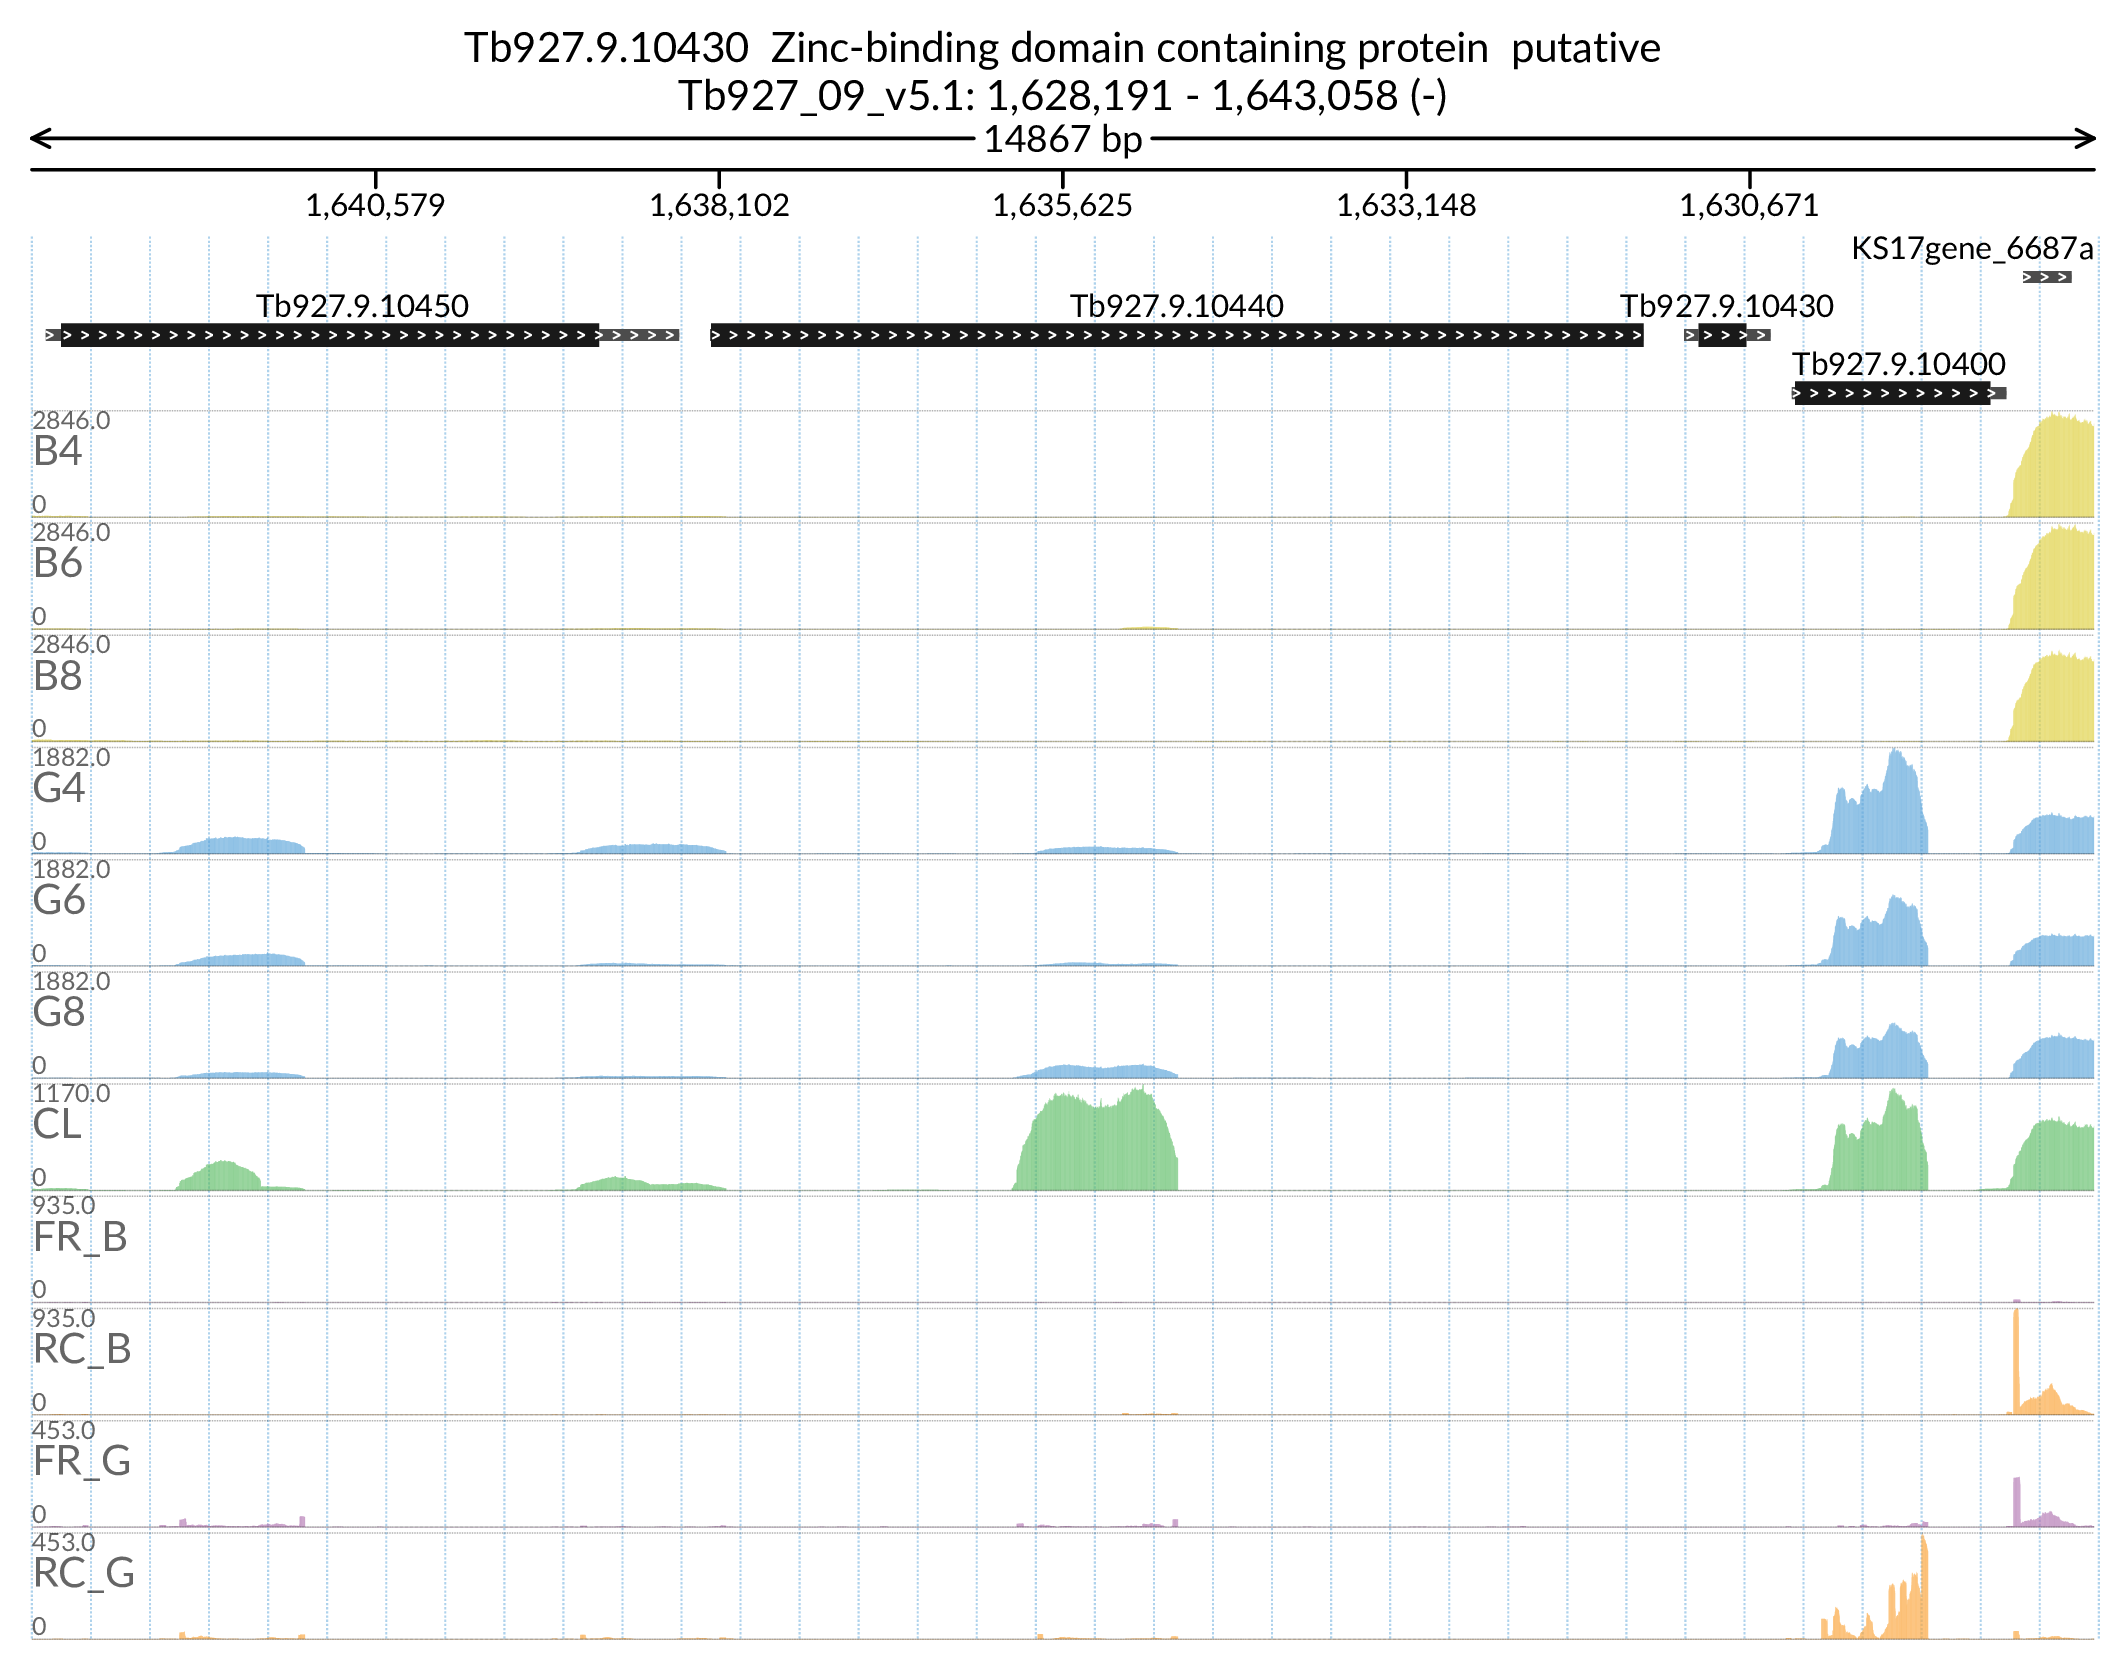 Tb927.9.10430  Zinc-binding domain containing protein  putative
Tb927_09_v5.1: 1,628,191 - 1,643,058 (-)
14867 bp
1,640,579 1,638,102 1,635,625 1,633,148 1,630,671
KS17gene_6687a
Tb927.9.10450 Tb927.9.10440 Tb927.9.10430
Tb927.9.10400
2846.0
B4
0
2846.0
B6
0
2846.0
B8
0
1882.0
G4
0
1882.0
G6
0
1882.0
G8
0
1170.0
CL
0
935.0
FR_B
0
935.0
RC_B
0
453.0
FR_G
0
453.0
RC_G
0